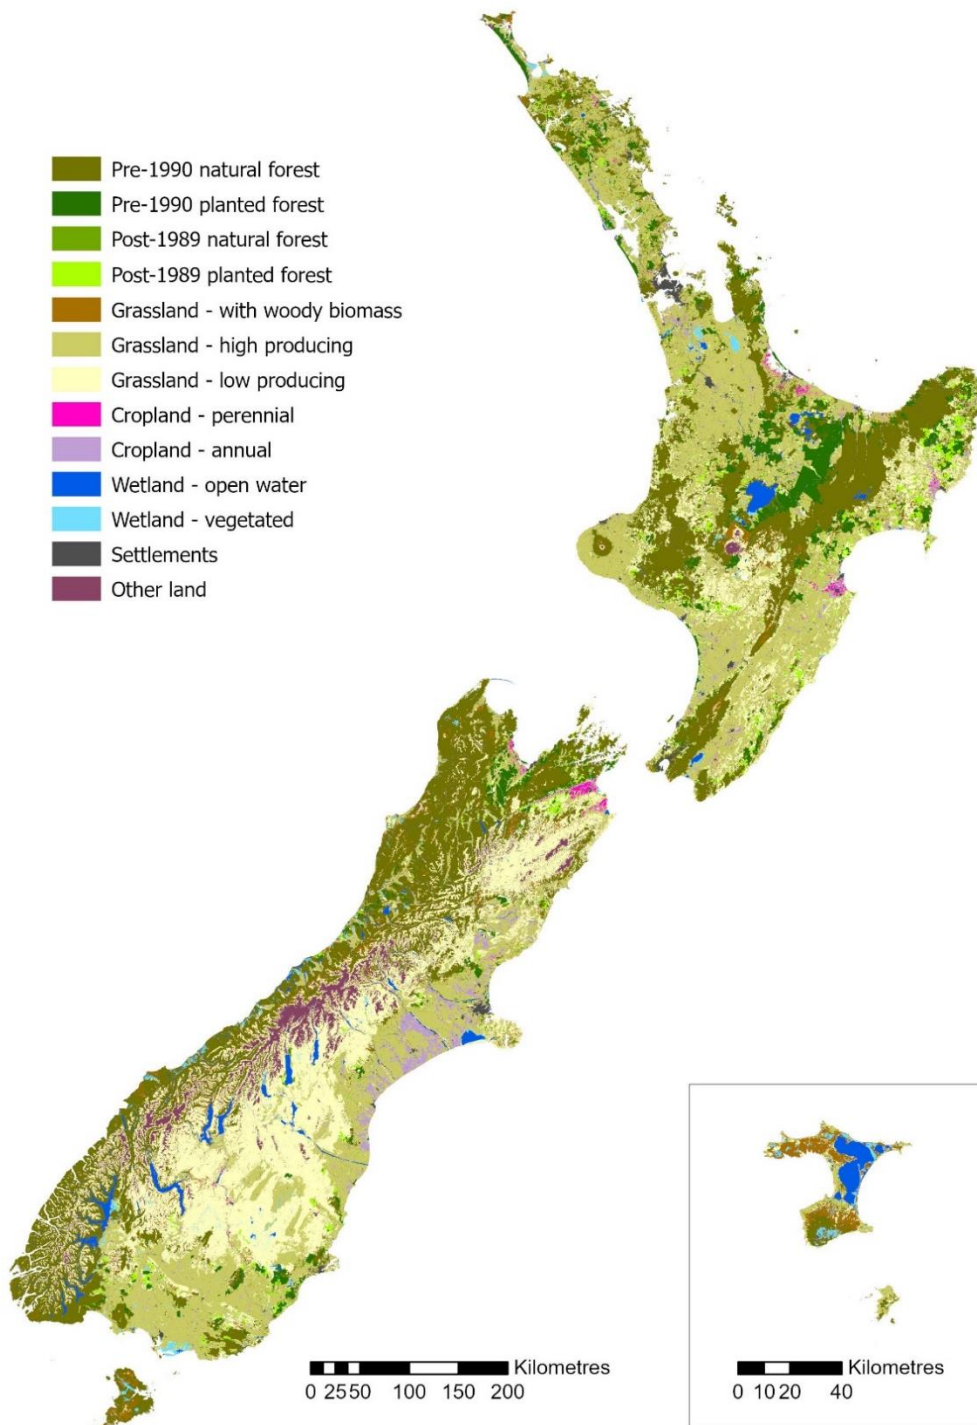 Pre-1990 natural forest
Pre-1990 planted forest
Post-1989 natural forest
Post-1989 planted forest
Grassland - with woody biomass
Grassland - high producing
Grassland - low producing
Cropland - perennial
Cropland - annual
Wetland - open water
Wetland - vegetated
Settlements
Other land
Kilometres
0 25 50 100 150 200
Kilometres
0 10 20 40